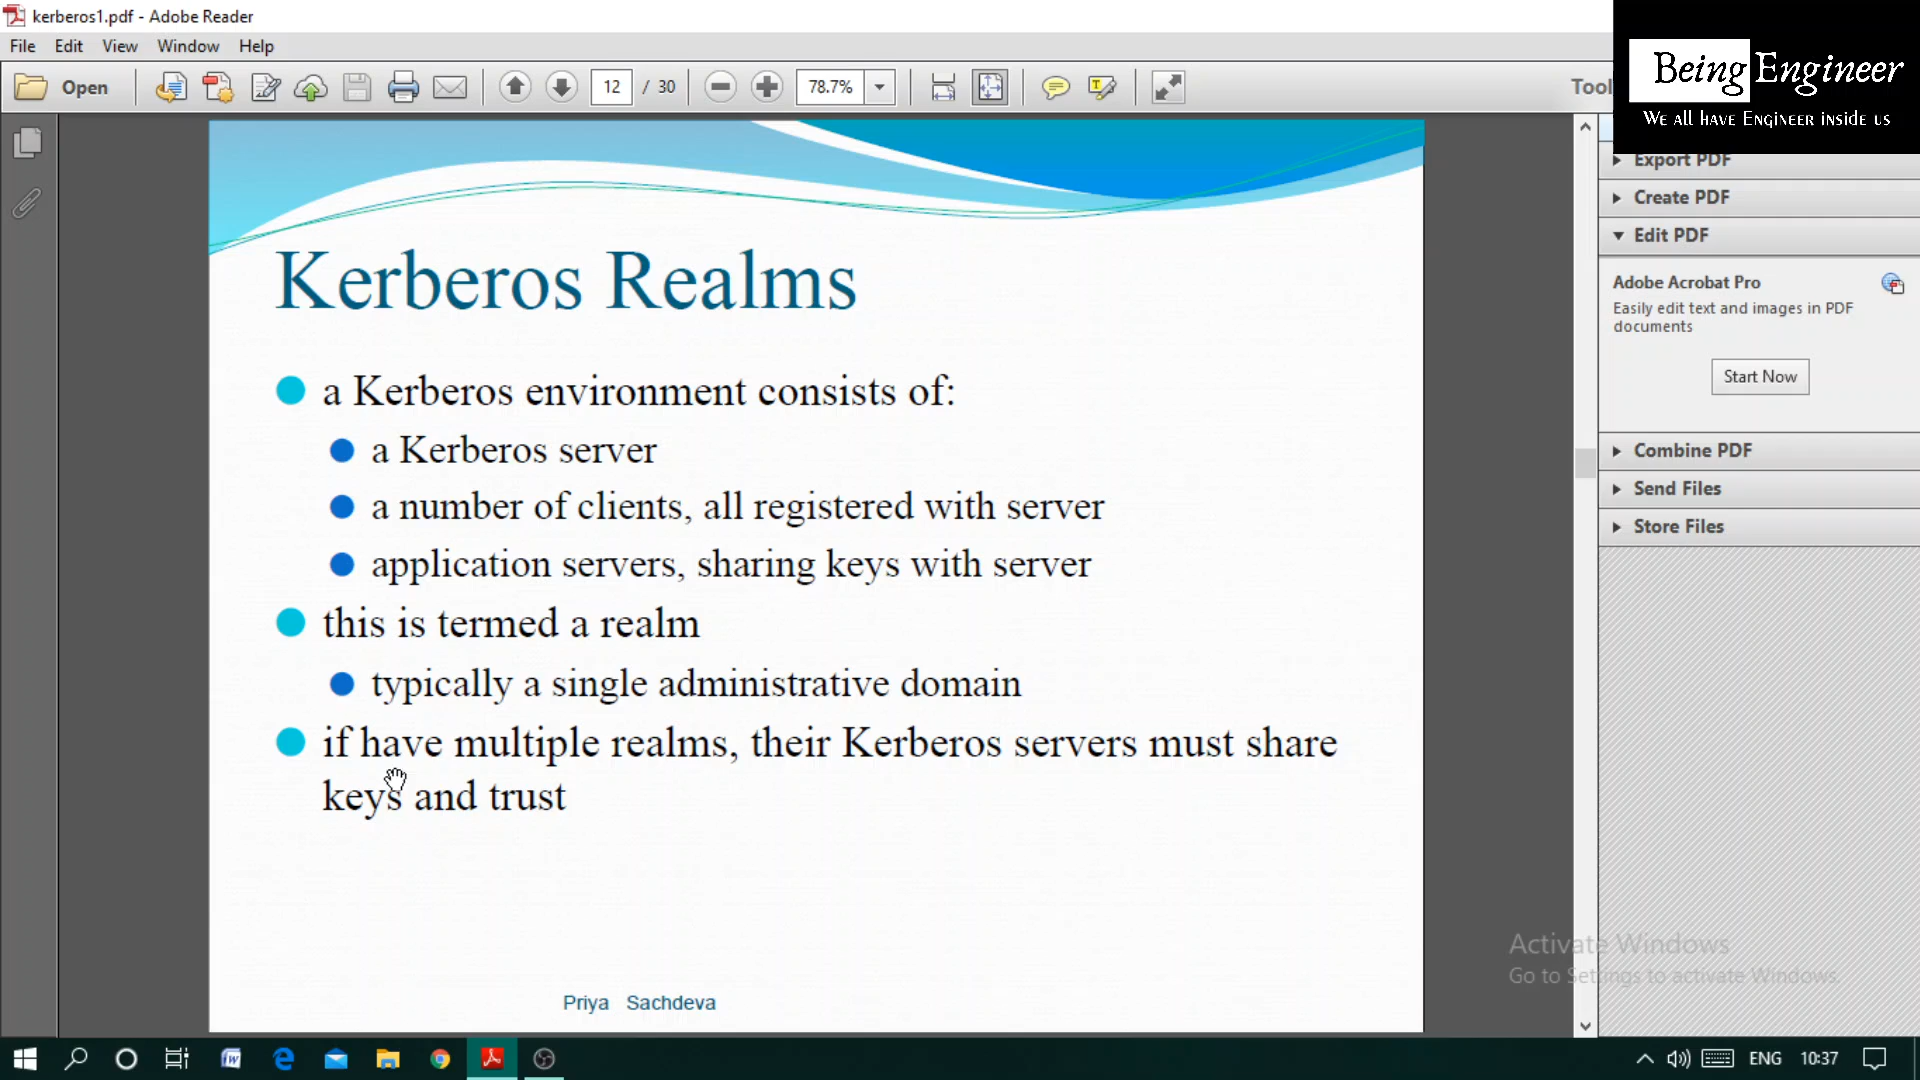 kerberos1.pdf - Adobe Reader
File Edit View Window Help
Open 12 / 30 78.7% Tool
Being Engineer
We all have Engineer inside us
Export PDF
Create PDF
Edit PDF
Adobe Acrobat Pro
Easily edit text and images in PDF
documents
Start Now
Combine PDF
Send Files
Store Files
Kerberos Realms
a Kerberos environment consists of:
a Kerberos server
a number of clients, all registered with server
application servers, sharing keys with server
this is termed a realm
typically a single administrative domain
if have multiple realms, their Kerberos servers must share
keys and trust
Priya Sachdeva
Activate Windows
Go to Settings to activate Windows.
ENG 10:37